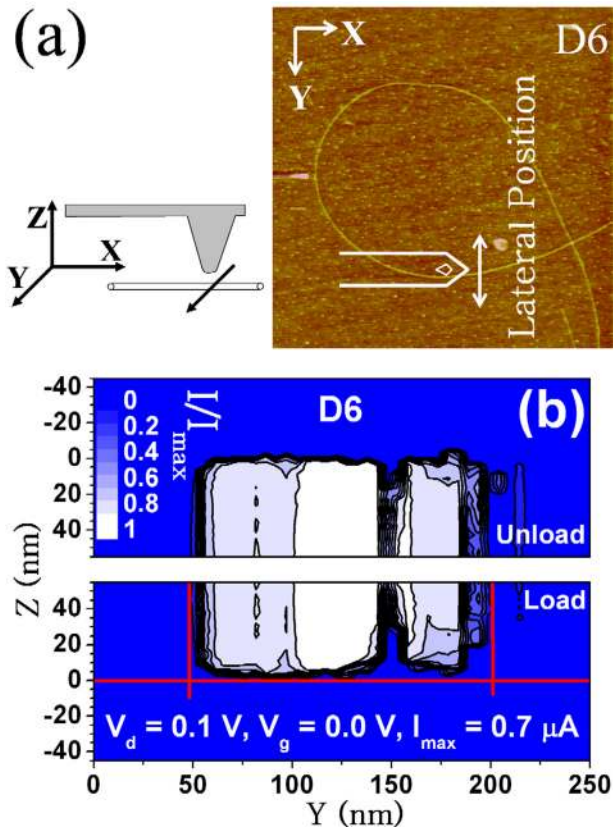 (a)
X
Y
D6
Lateral Position
Z
X
Y
-40
-20
0
20
40
0
0.2
0.4
0.6
0.8
1
I/I max
D6
(b)
Unload
Z (nm)
40
20
0
-20
-40
Load
V_d = 0.1 V, V_g = 0.0 V, I_max = 0.7 μA
0 50 100 150 200 250
Y (nm)